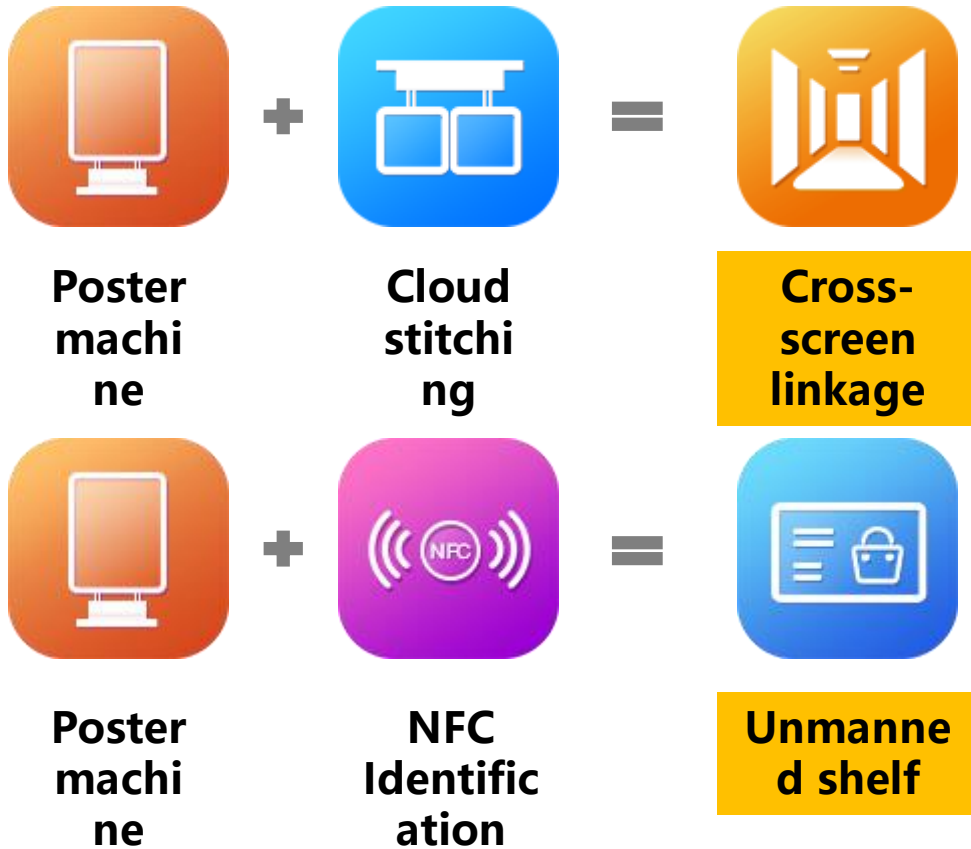 Poster
machi
ne
Cloud
stitchi
ng
Cross-
screen
linkage
NFC
Poster
machi
ne
NFC
Identific
ation
Unmanne
d shelf